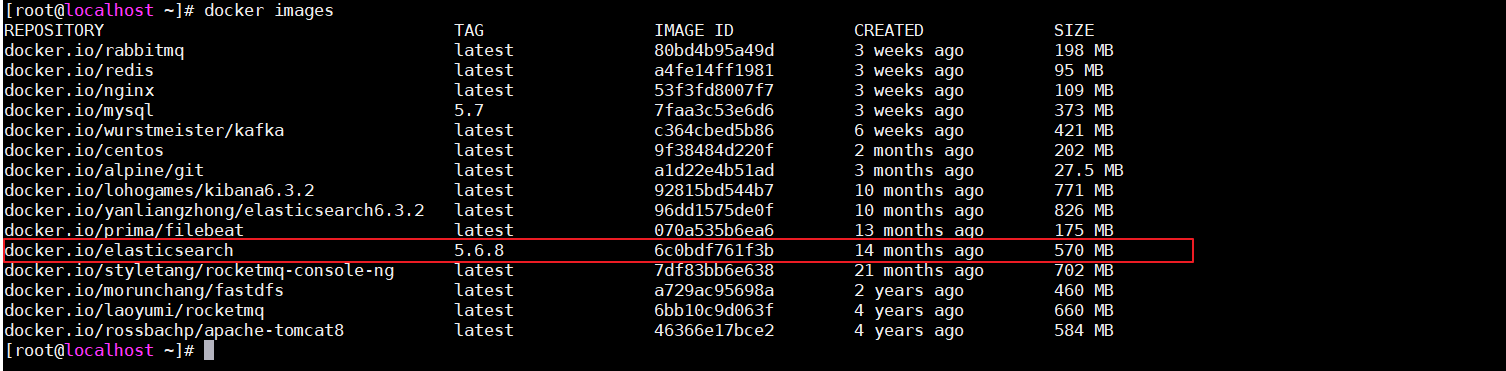 [root@localhost ~]# docker images
REPOSITORY TAG IMAGE ID CREATED SIZE
docker.io/rabbitmq latest 80bd4b95a49d 3 weeks ago 198 MB
docker.io/redis latest a4fe14ff1981 3 weeks ago 95 MB
docker.io/nginx latest 53f3fd8007f7 3 weeks ago 109 MB
docker.io/mysql 5.7 7faa3c53e6d6 3 weeks ago 373 MB
docker.io/wurstmeister/kafka latest c364cbed5b86 6 weeks ago 421 MB
docker.io/centos latest 9f38484d220f 2 months ago 202 MB
docker.io/alpine/git latest a1d22e4b51ad 3 months ago 27.5 MB
docker.io/lohogames/kibana6.3.2 latest 92815bd544b7 10 months ago 771 MB
docker.io/yanliangzhong/elasticsearch6.3.2 latest 96dd1575de0f 10 months ago 826 MB
docker.io/prima/filebeat latest 070a535b6ea6 13 months ago 175 MB
docker.io/elasticsearch 5.6.8 6c0bdf761f3b 14 months ago 570 MB
docker.io/styletang/rocketmq-console-ng latest 7df83bb6e638 21 months ago 702 MB
docker.io/morunchang/fastdfs latest a729ac95698a 2 years ago 460 MB
docker.io/laoyumi/rocketmq latest 6bb10c9d063f 4 years ago 660 MB
docker.io/rossbachp/apache-tomcat8 latest 46366e17bce2 4 years ago 584 MB
[root@localhost ~]#